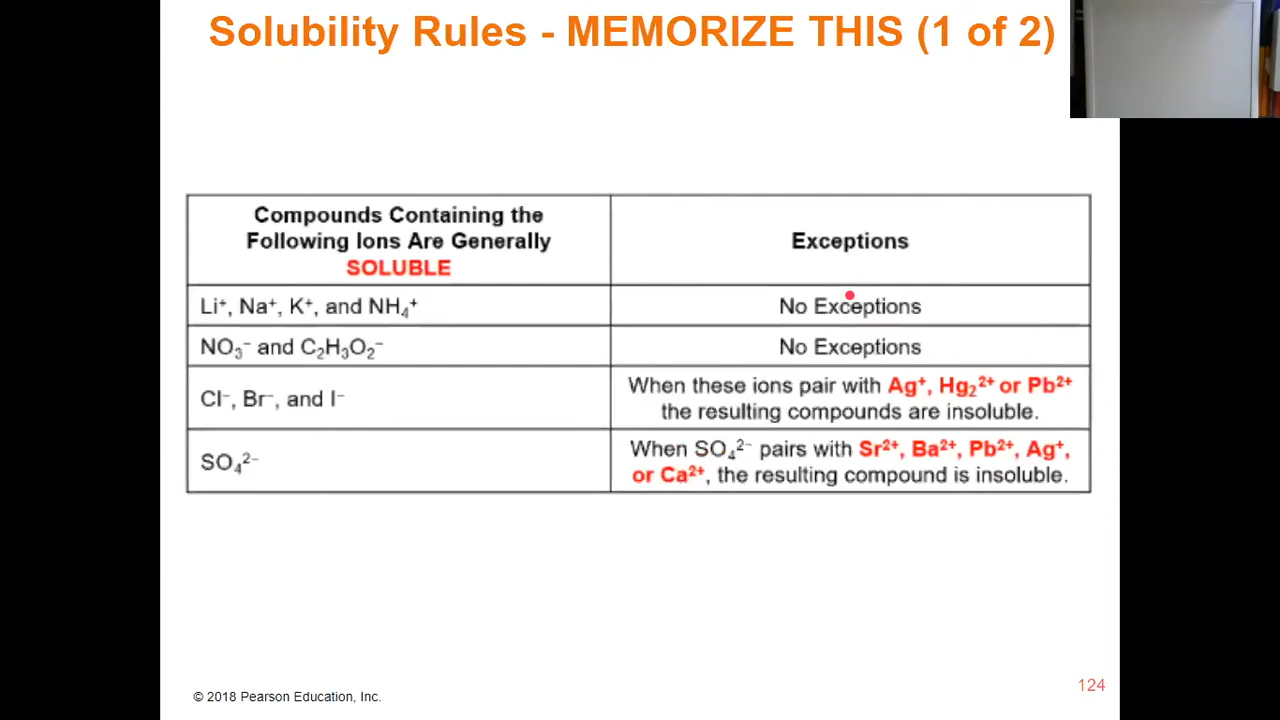 Solubility Rules - MEMORIZE THIS (1 of 2)
Compounds Containing the
Following Ions Are Generally
SOLUBLE
Exceptions
Li⁺, Na⁺, K⁺, and NH₄⁺
No Exceptions
NO₃⁻ and C₂H₃O₂⁻
No Exceptions
Cl⁻, Br⁻, and I⁻
When these ions pair with Ag⁺, Hg₂²⁺ or Pb²⁺
the resulting compounds are insoluble.
SO₄²⁻
When SO₄²⁻ pairs with Sr²⁺, Ba²⁺, Pb²⁺, Ag⁺,
or Ca²⁺, the resulting compound is insoluble.
© 2018 Pearson Education, Inc.
124